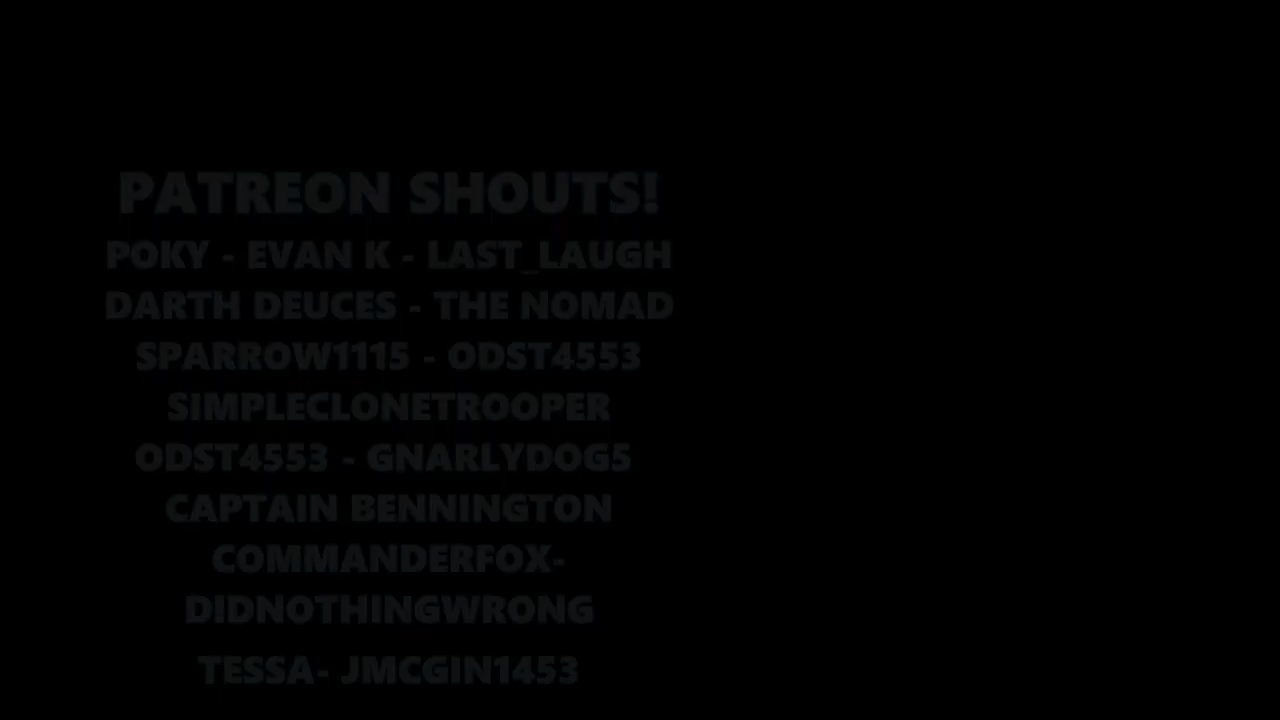 PATREON SHOUTS!
POKY - EVAN K - LAST_LAUGH
DARTH DEUCES - THE NOMAD
SPARROW1115 - ODST4553
SIMPLECLONETROOPER
ODST4553 - GNARLYDOG5
CAPTAIN BENNINGTON
COMMANDERFOX-
DIDNOTHINGWRONG
TESSA- JMCGIN1453